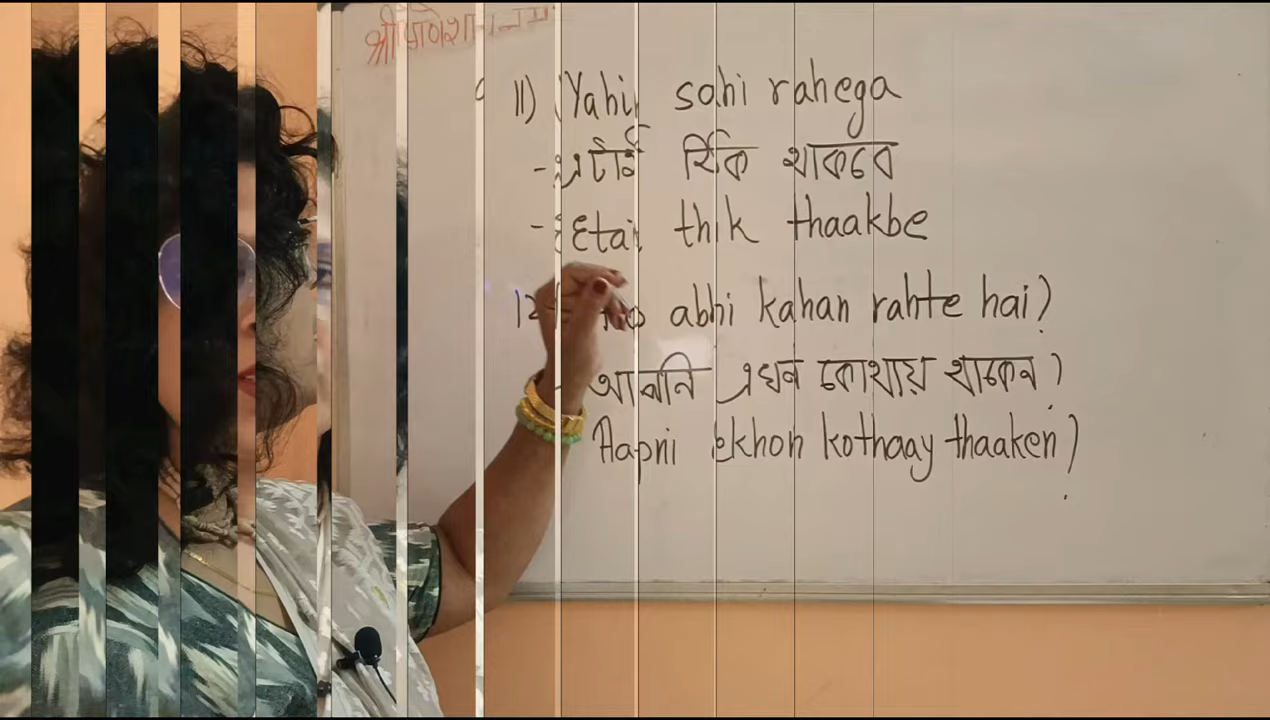 11) Yahi sahi rahega
- এটাই ঠিক থাকবে
- Etai thik thaakbe
abhi kahan rahte hai?
আপনি এখন কোথায় থাকেন?
Aapni ekhon kothaay thaaken?